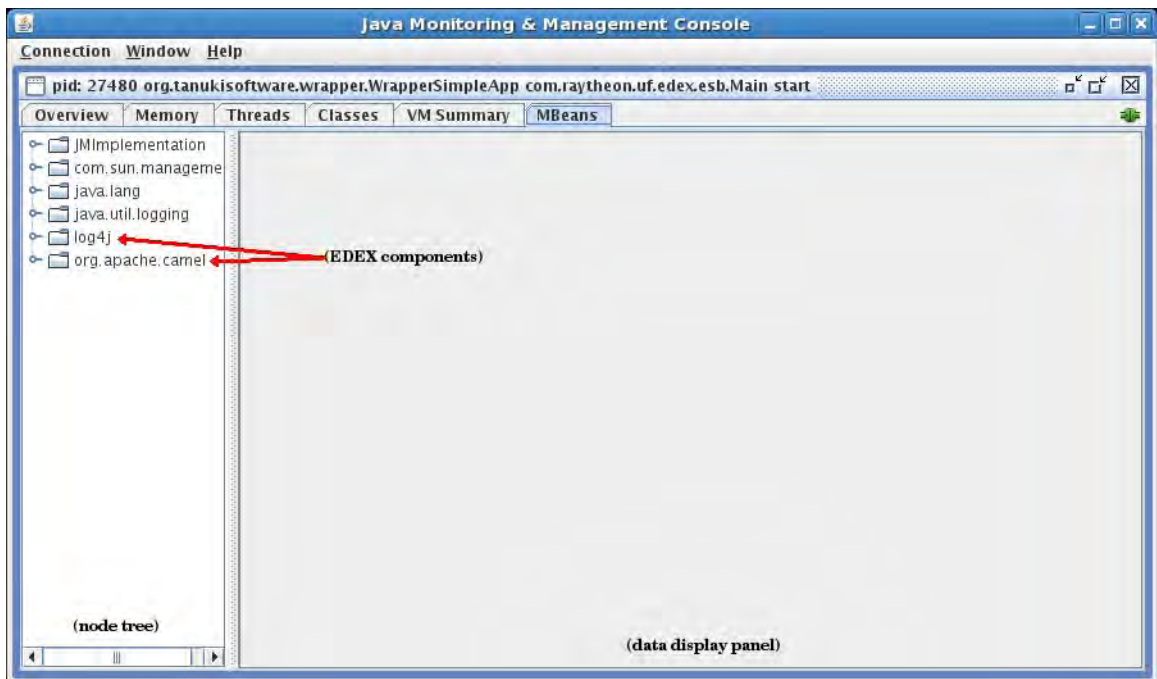 Java Monitoring & Management Console
Connection Window Help
pid: 27480 org.tanukisoftware.wrapper.WrapperSimpleApp com.raytheon.uf.edex.esb.Main start
Overview Memory Threads Classes VM Summary MBeans
JMImplementation
com.sun.manageme
java.lang
java.util.logging
log4j
org.apache.camel
(EDEX components)
(node tree)
(data display panel)